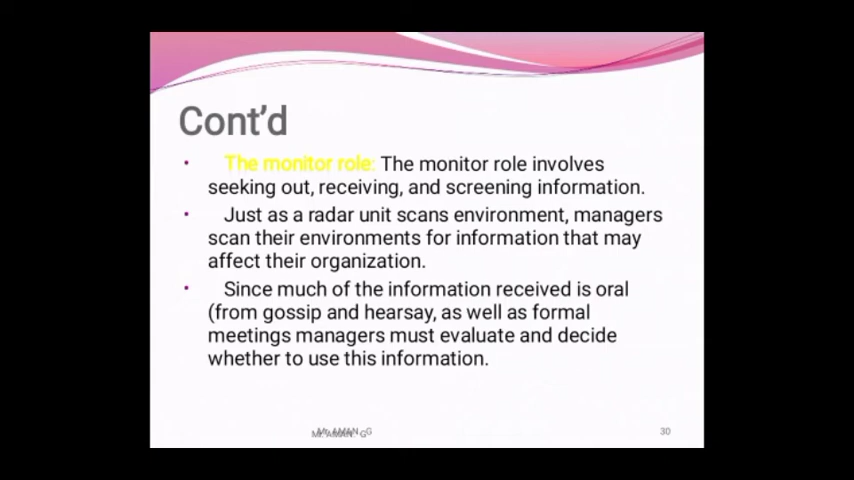 Cont'd
The monitor role: The monitor role involves
seeking out, receiving, and screening information.
Just as a radar unit scans environment, managers
scan their environments for information that may
affect their organization.
Since much of the information received is oral
(from gossip and hearsay, as well as formal
meetings managers must evaluate and decide
whether to use this information.
Mr. AMAN. G
30